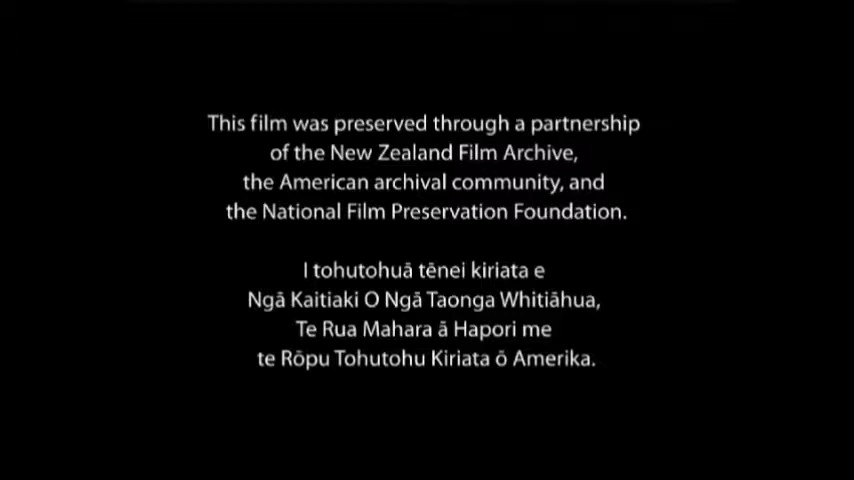 This film was preserved through a partnership
of the New Zealand Film Archive,
the American archival community, and
the National Film Preservation Foundation.
I tohutohuā tēnei kiriata e
Ngā Kaitiaki O Ngā Taonga Whitiāhua,
Te Rua Mahara ā Hapori me
te Rōpu Tohutohu Kiriata ō Amerika.